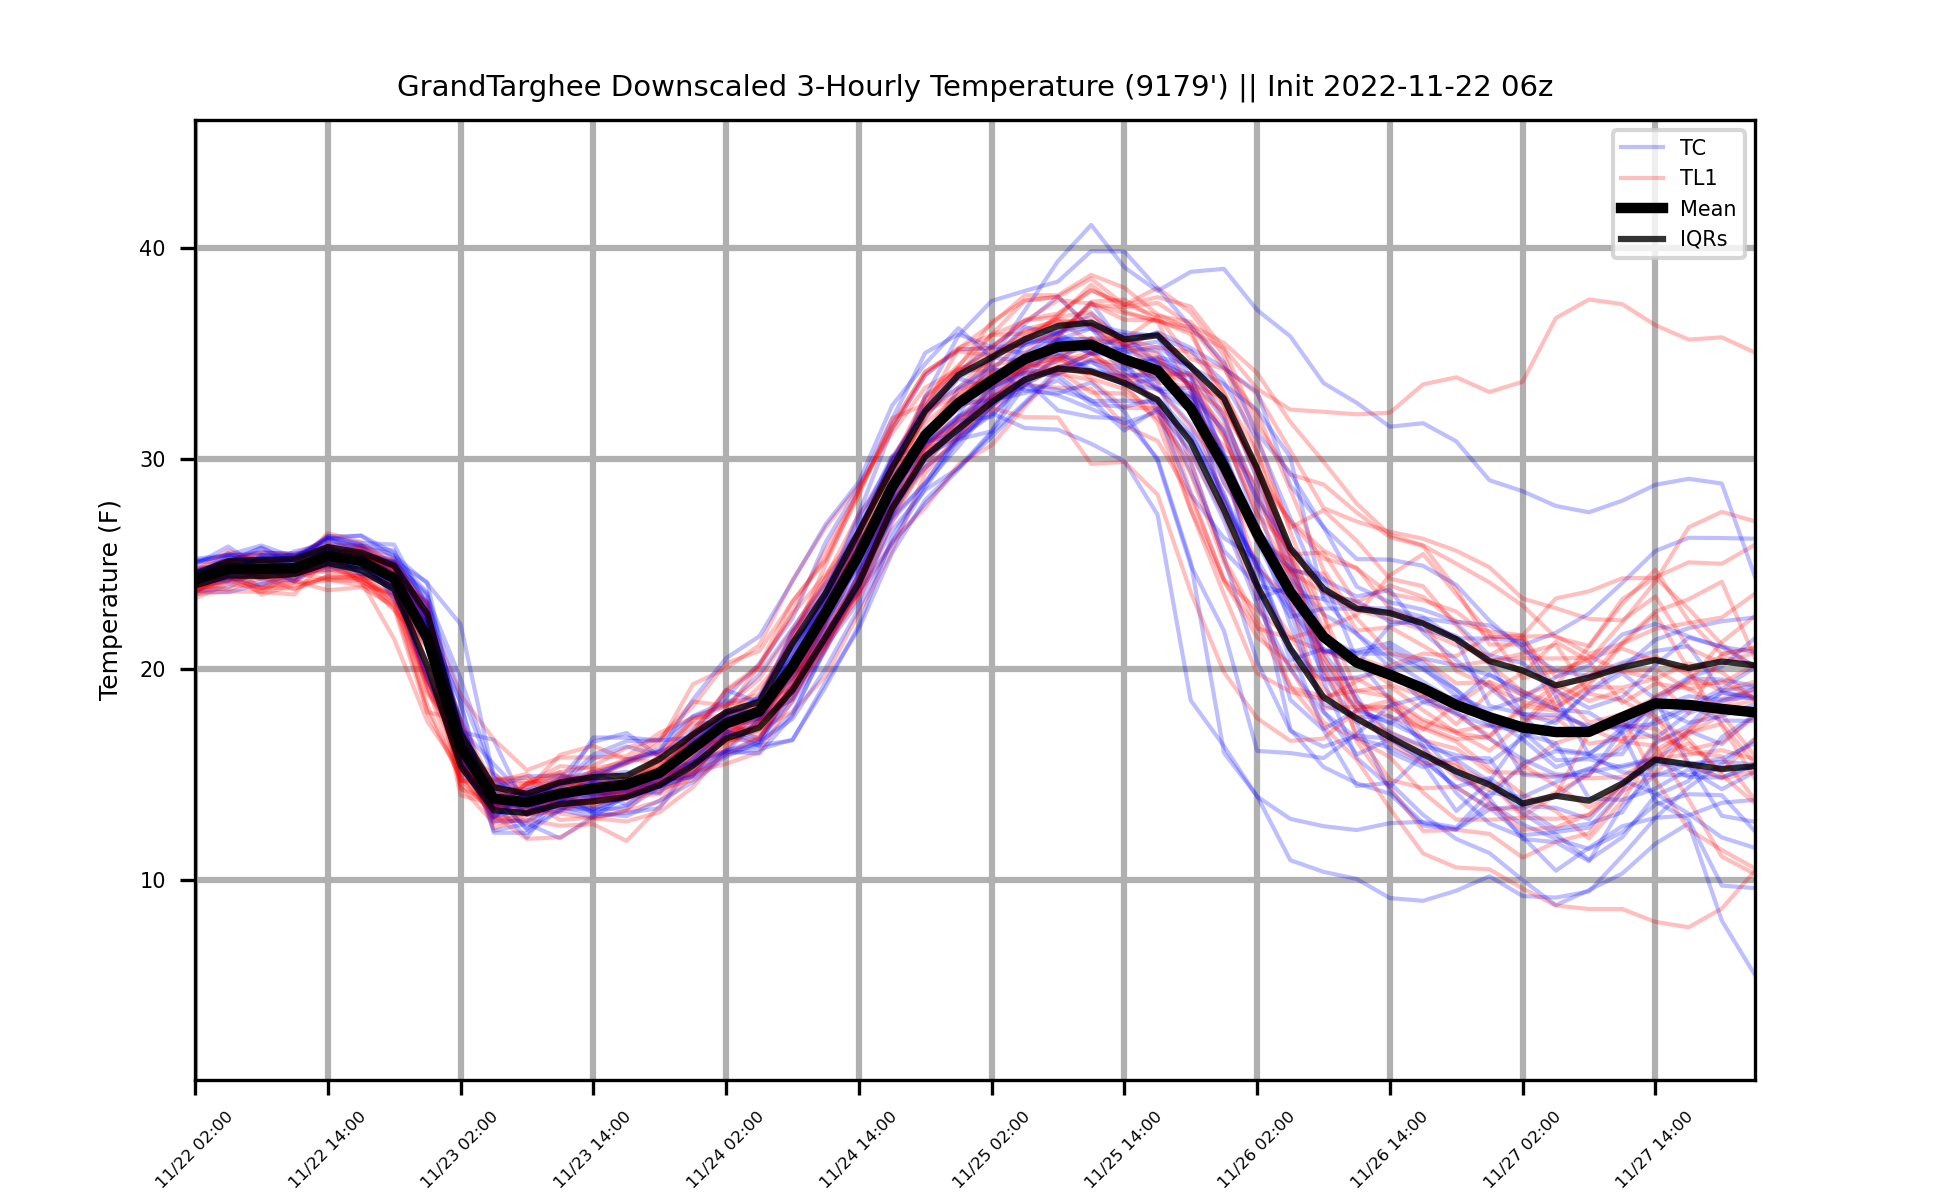 GrandTarghee Downscaled 3-Hourly Temperature (9179') || Init 2022-11-22 06z
TC
TL1
Mean
IQRs
Temperature (F)
40
30
20
10
11/22 02:00
11/22 14:00
11/23 02:00
11/23 14:00
11/24 02:00
11/24 14:00
11/25 02:00
11/25 14:00
11/26 02:00
11/26 14:00
11/27 02:00
11/27 14:00